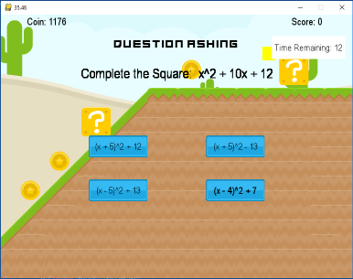 35.46
Coin: 1176
Score: 0
QUESTION ASKING
Time Remaining: 12
Complete the Square: x^2 + 10x + 12
?
?
(x + 5)^2 + 12
(x + 5)^2 - 13
(x - 5)^2 + 13
(x - 4)^2 + 7